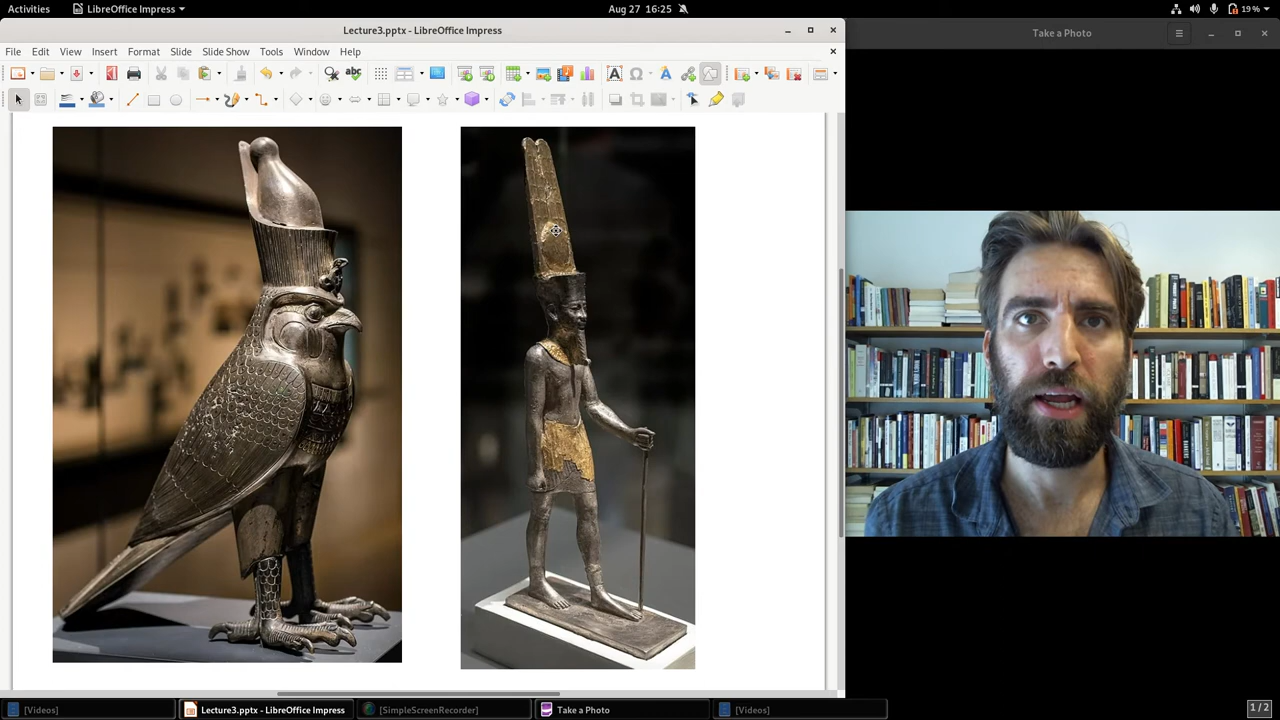 Activities LibreOffice Impress Aug 27 16:25 19%
Lecture3.pptx - LibreOffice Impress Take a Photo
File Edit View Insert Format Slide Slide Show Tools Window Help
[Videos] Lecture3.pptx - LibreOffice Impress [SimpleScreenRecorder] Take a Photo [Videos] 1/2